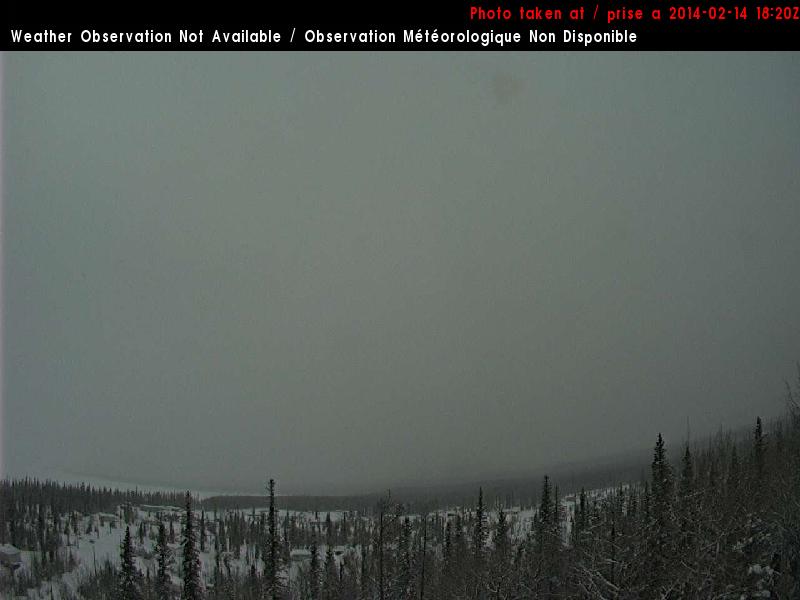 Photo taken at / prise a 2014-02-14 18:20Z
Weather Observation Not Available / Observation Météorologique Non Disponible